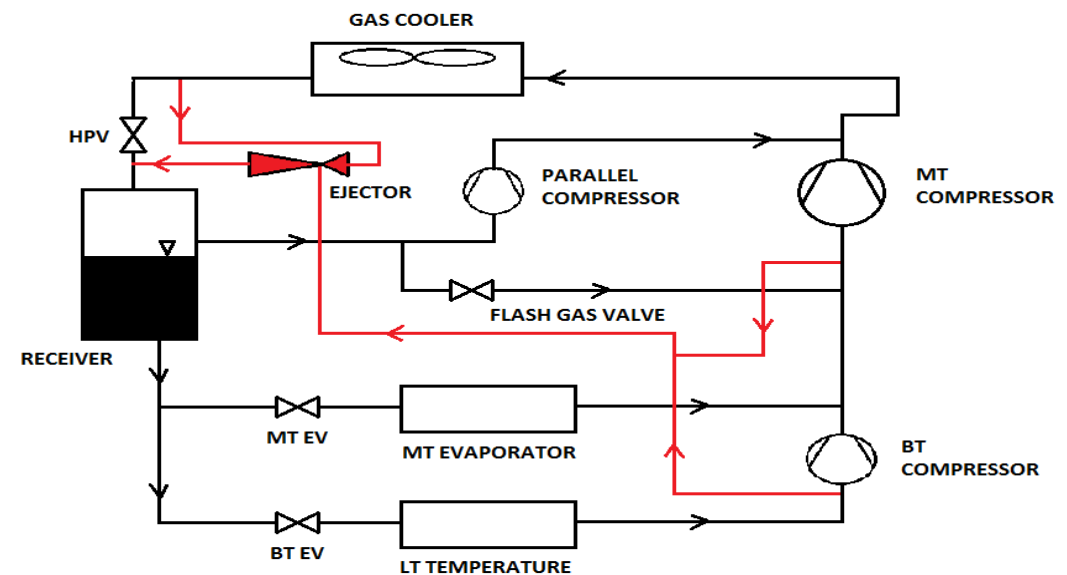 GAS COOLER
HPV
EJECTOR
PARALLEL
COMPRESSOR
MT
COMPRESSOR
FLASH GAS VALVE
RECEIVER
MT EV
MT EVAPORATOR
BT
COMPRESSOR
BT EV
LT TEMPERATURE